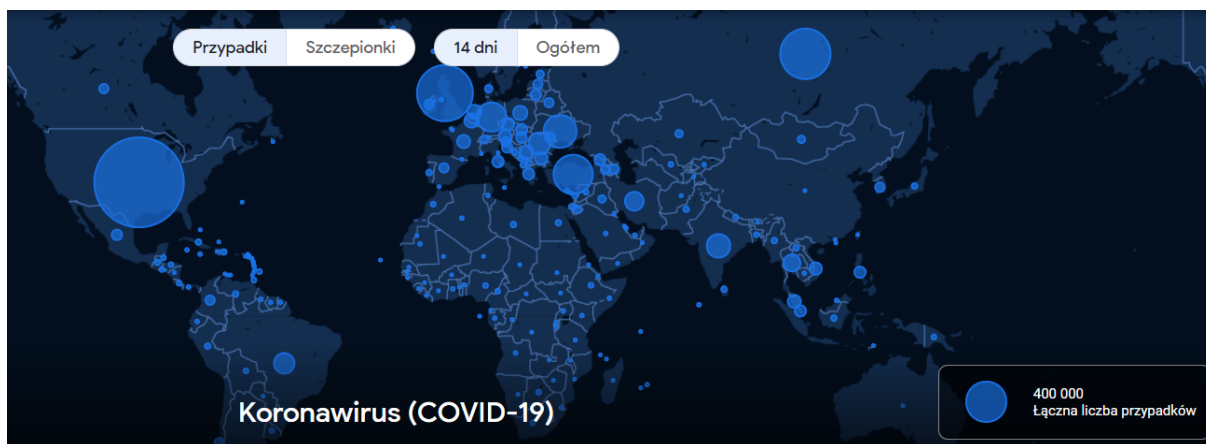 Przypadki Szczepionki 14 dni Ogółem
Koronawirus (COVID-19)
400 000
Łączna liczba przypadków